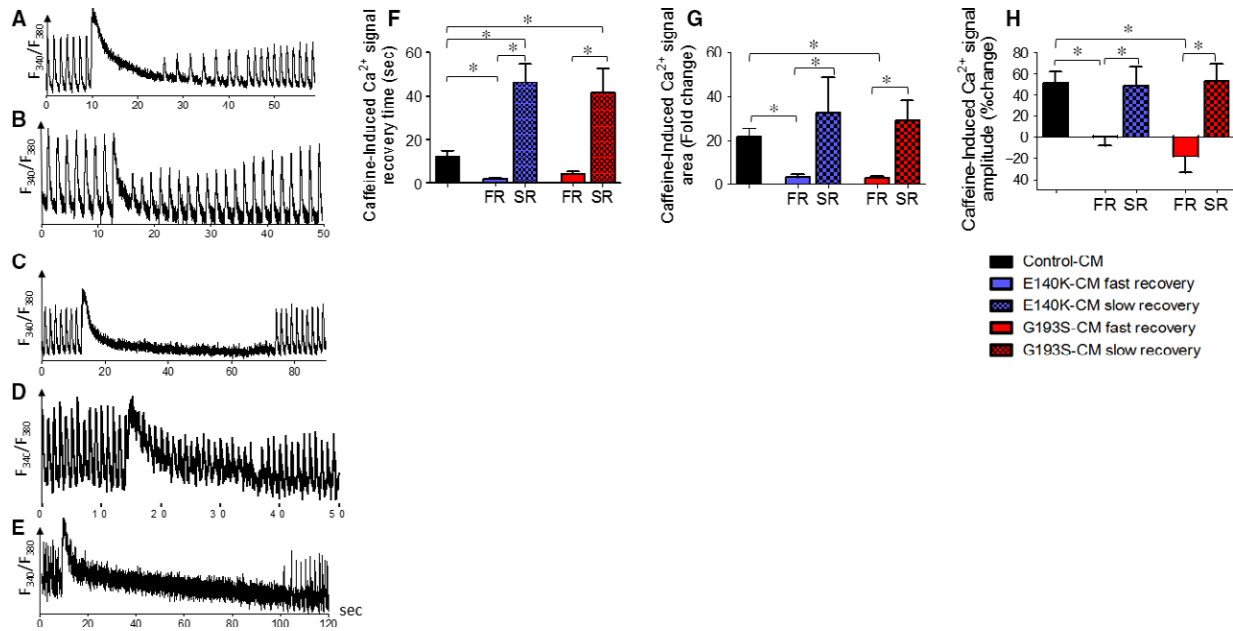 A
F340/F380
0 10 20 30 40 50
B
F340/F380
0 10 20 30 40 50
C
F340/F380
0 20 40 60 80
D
F340/F380
0 10 20 30 40 50
E
F340/F380
0 20 40 60 80 100 120
sec
F
Caffeine-Induced Ca2+ signal
recovery time (sec)
60
40
20
0
* * * * *
FR SR FR SR
G
Caffeine-Induced Ca2+ signal
area (Fold change)
60
40
20
0
* * * *
FR SR FR SR
H
Caffeine-Induced Ca2+ signal
amplitude (%change)
80
60
40
20
0
−20
40
* * * *
FR SR FR SR
Control-CM
E140K-CM fast recovery
E140K-CM slow recovery
G193S-CM fast recovery
G193S-CM slow recovery